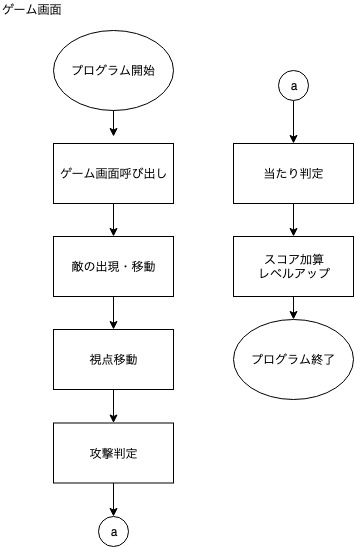 ゲーム画面
プログラム開始
ゲーム画面呼び出し
敵の出現・移動
視点移動
攻撃判定
a
a
当たり判定
スコア加算
レベルアップ
プログラム終了